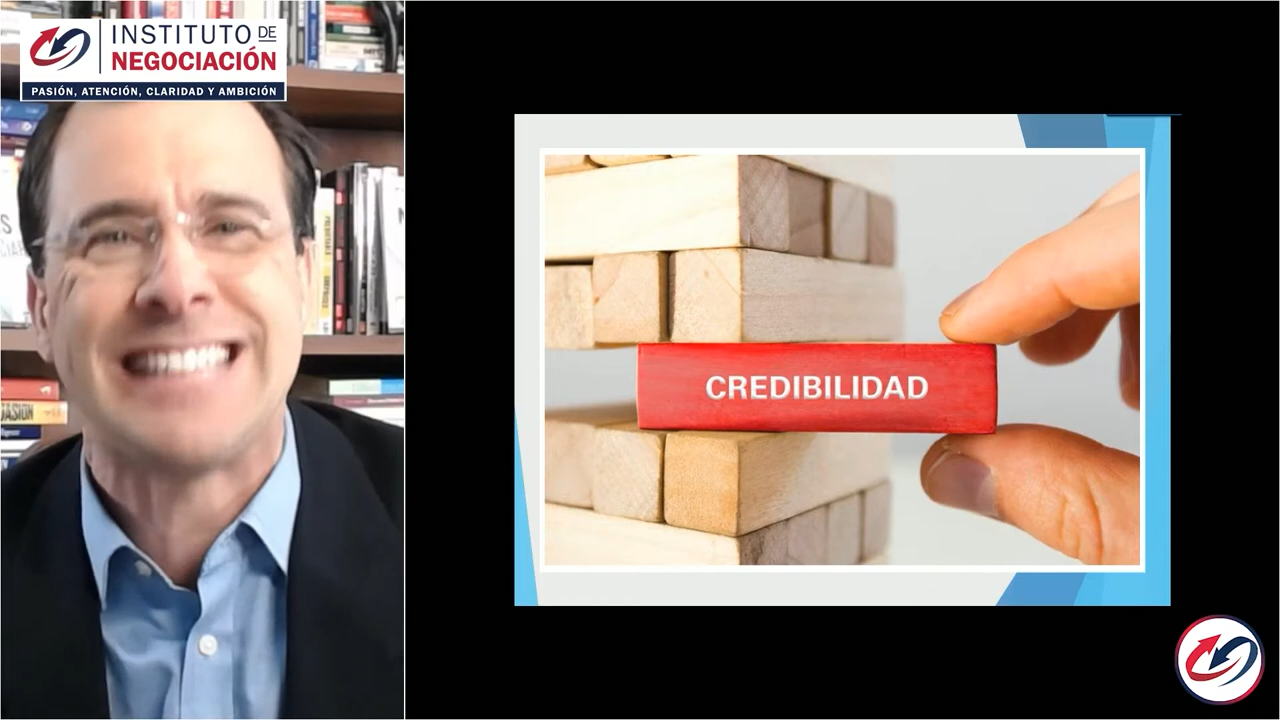 INSTITUTO DE
NEGOCIACIÓN
PASIÓN, ATENCIÓN, CLARIDAD Y AMBICIÓN
CREDIBILIDAD